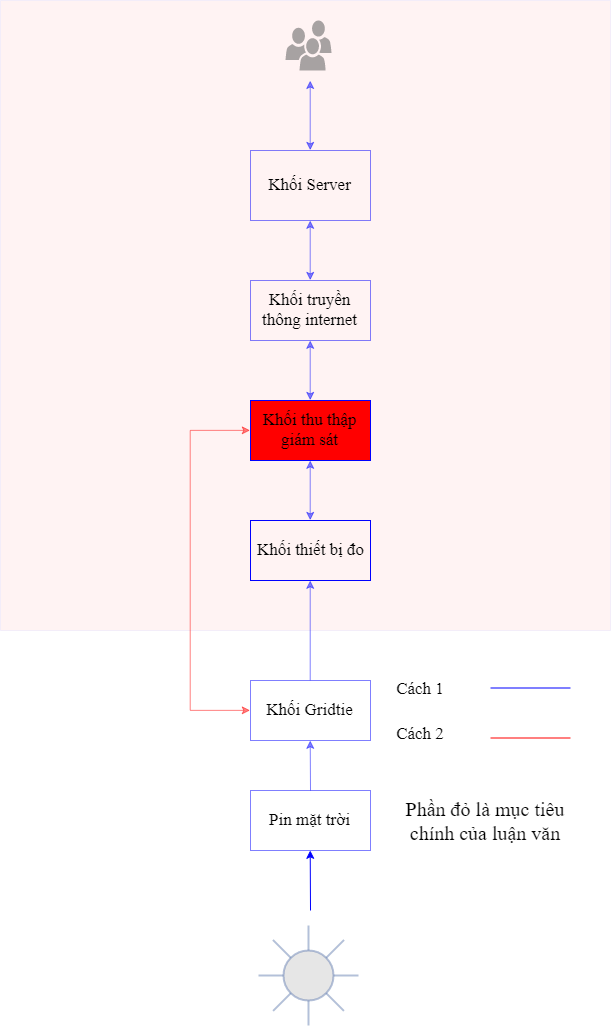 Khối Server
Khối truyền
thông internet
Khối thu thập
giám sát
Khối thiết bị đo
Khối Gridtie
Cách 1
Cách 2
Pin mặt trời
Phần đỏ là mục tiêu
chính của luận văn